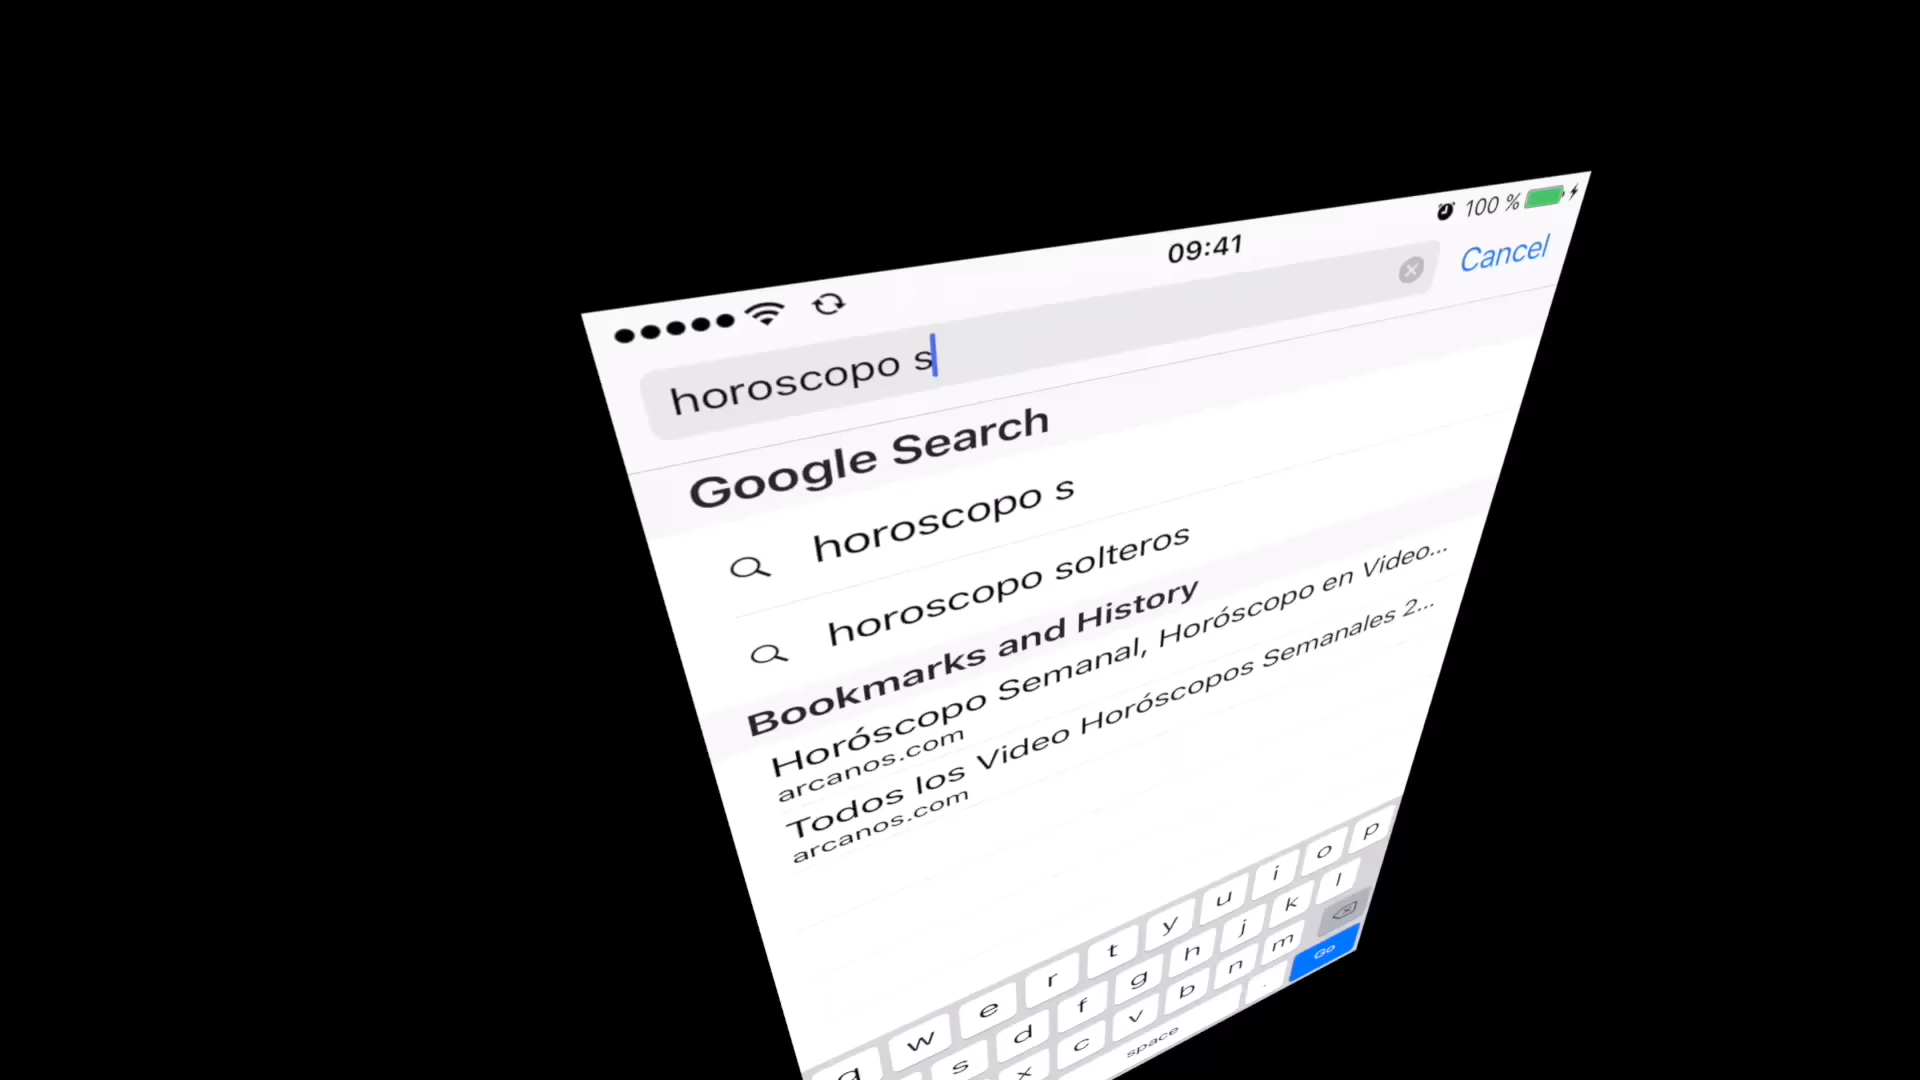 09:41
100 %
horoscopo s
Cancel
Google Search
horoscopo s
horoscopo solteros
Bookmarks and History
Horóscopo Semanal, Horóscopo en Video...
arcanos.com
Todos los Video Horóscopos Semanales 2...
arcanos.com
q w e r t y u i o p
s d f g h j k l
x c v b n m
space . Go